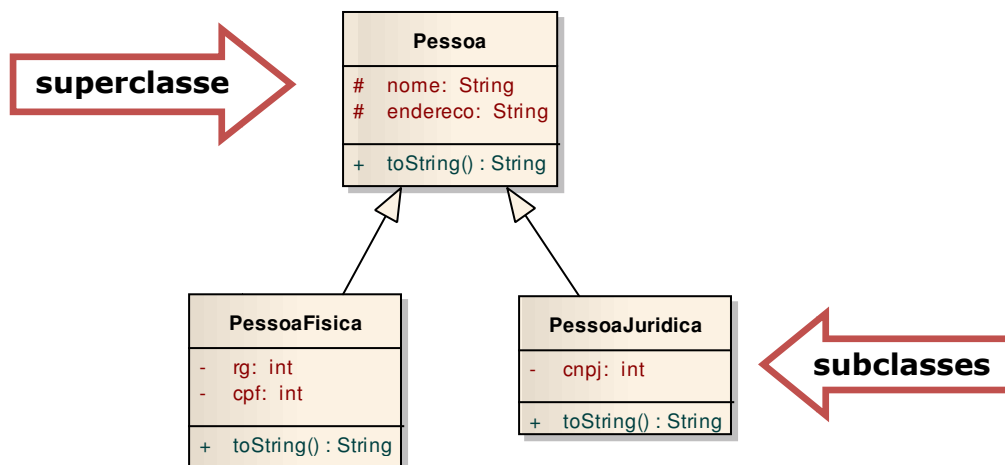 Pessoa
superclasse
# nome: String
# endereco: String
+ toString() : String
PessoaFisica
- rg: int
- cpf: int
+ toString() : String
PessoaJuridica
- cnpj: int
+ toString() : String
subclasses